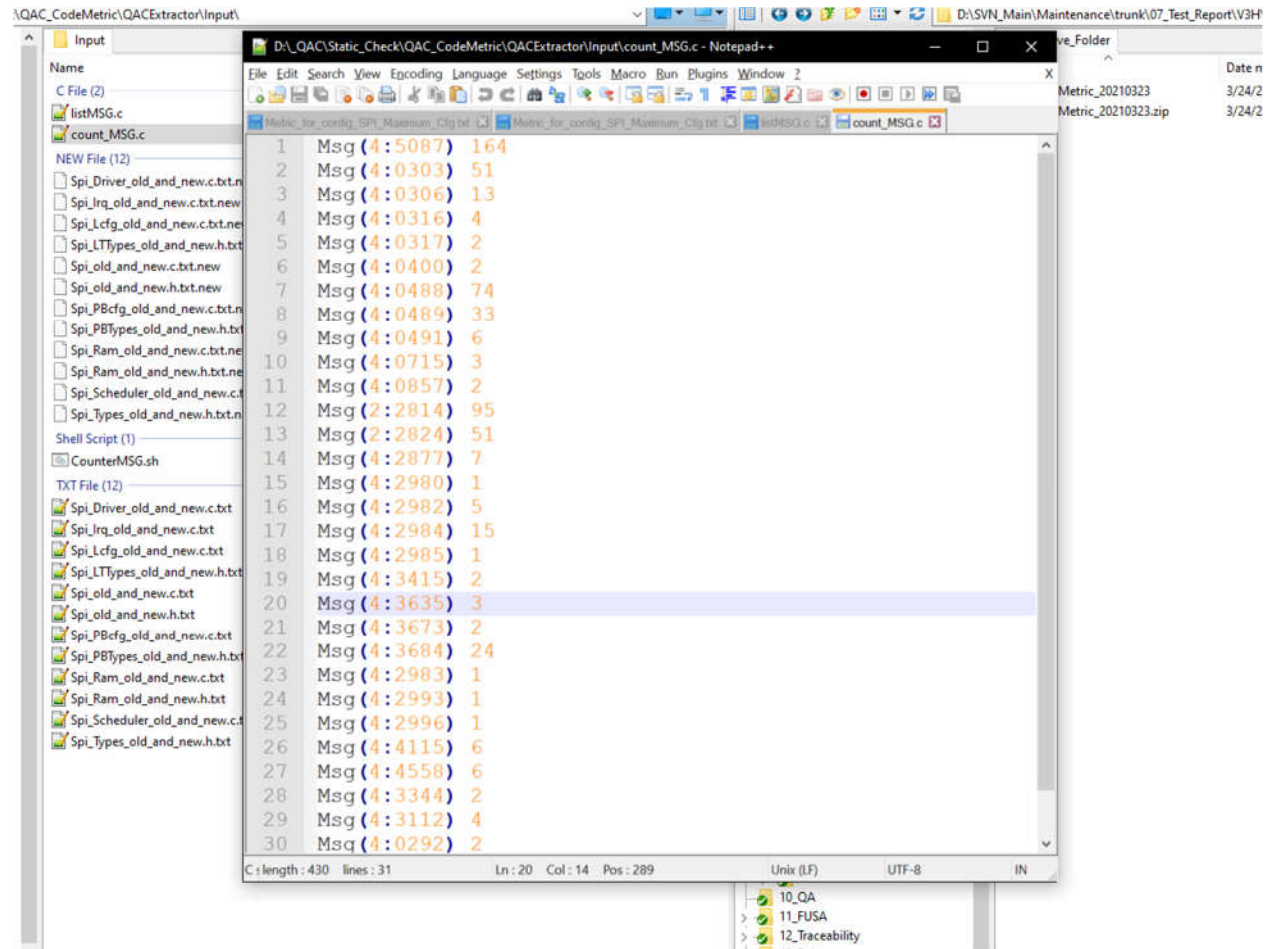 \QAC_CodeMetric\QACExtractor\Input\
D:\SVN_Main\Maintenance\trunk\07_Test_Report\V3H
Input
Name
C File (2)
listMSG.c
count_MSG.c
NEW File (12)
Spi_Driver_old_and_new.c.txt.n
Spi_Irq_old_and_new.c.txt.new
Spi_Lcfg_old_and_new.c.txt.ne
Spi_LTTypes_old_and_new.h.txt
Spi_old_and_new.c.txt.new
Spi_old_and_new.h.txt.new
Spi_PBcfg_old_and_new.c.txt.n
Spi_PBTypes_old_and_new.h.txt
Spi_Ram_old_and_new.c.txt.ne
Spi_Ram_old_and_new.h.txt.ne
Spi_Scheduler_old_and_new.c.t
Spi_Types_old_and_new.h.txt.n
Shell Script (1)
CounterMSG.sh
TXT File (12)
Spi_Driver_old_and_new.c.txt
Spi_Irq_old_and_new.c.txt
Spi_Lcfg_old_and_new.c.txt
Spi_LTTypes_old_and_new.h.txt
Spi_old_and_new.c.txt
Spi_old_and_new.h.txt
Spi_PBcfg_old_and_new.c.txt
Spi_PBTypes_old_and_new.h.txt
Spi_Ram_old_and_new.c.txt
Spi_Ram_old_and_new.h.txt
Spi_Scheduler_old_and_new.c.t
Spi_Types_old_and_new.h.txt
D:\_QAC\Static_Check\QAC_CodeMetric\QACExtractor\Input\count_MSG.c - Notepad++
File Edit Search View Encoding Language Settings Tools Macro Run Plugins Window ? X
Metric_for_config_SPI_Maximum_Cfg.txt Metric_for_config_SPI_Maximum_Cfg.txt listMSG.c count_MSG.c
1 Msg(4:5087) 164
2 Msg(4:0303) 51
3 Msg(4:0306) 13
4 Msg(4:0316) 4
5 Msg(4:0317) 2
6 Msg(4:0400) 2
7 Msg(4:0488) 74
8 Msg(4:0489) 33
9 Msg(4:0491) 6
10 Msg(4:0715) 3
11 Msg(4:0857) 2
12 Msg(2:2814) 95
13 Msg(2:2824) 51
14 Msg(4:2877) 7
15 Msg(4:2980) 1
16 Msg(4:2982) 5
17 Msg(4:2984) 15
18 Msg(4:2985) 1
19 Msg(4:3415) 2
20 Msg(4:3635) 3
21 Msg(4:3673) 2
22 Msg(4:3684) 24
23 Msg(4:2983) 1
24 Msg(4:2993) 1
25 Msg(4:2996) 1
26 Msg(4:4115) 6
27 Msg(4:4558) 6
28 Msg(4:3344) 2
29 Msg(4:3112) 4
30 Msg(4:0292) 2
length : 430 lines : 31 Ln : 20 Col : 14 Pos : 289 Unix (LF) UTF-8 IN
ve_Folder
Date n
Metric_20210323 3/24/2
Metric_20210323.zip 3/24/2
10_QA
11_FUSA
12_Traceability